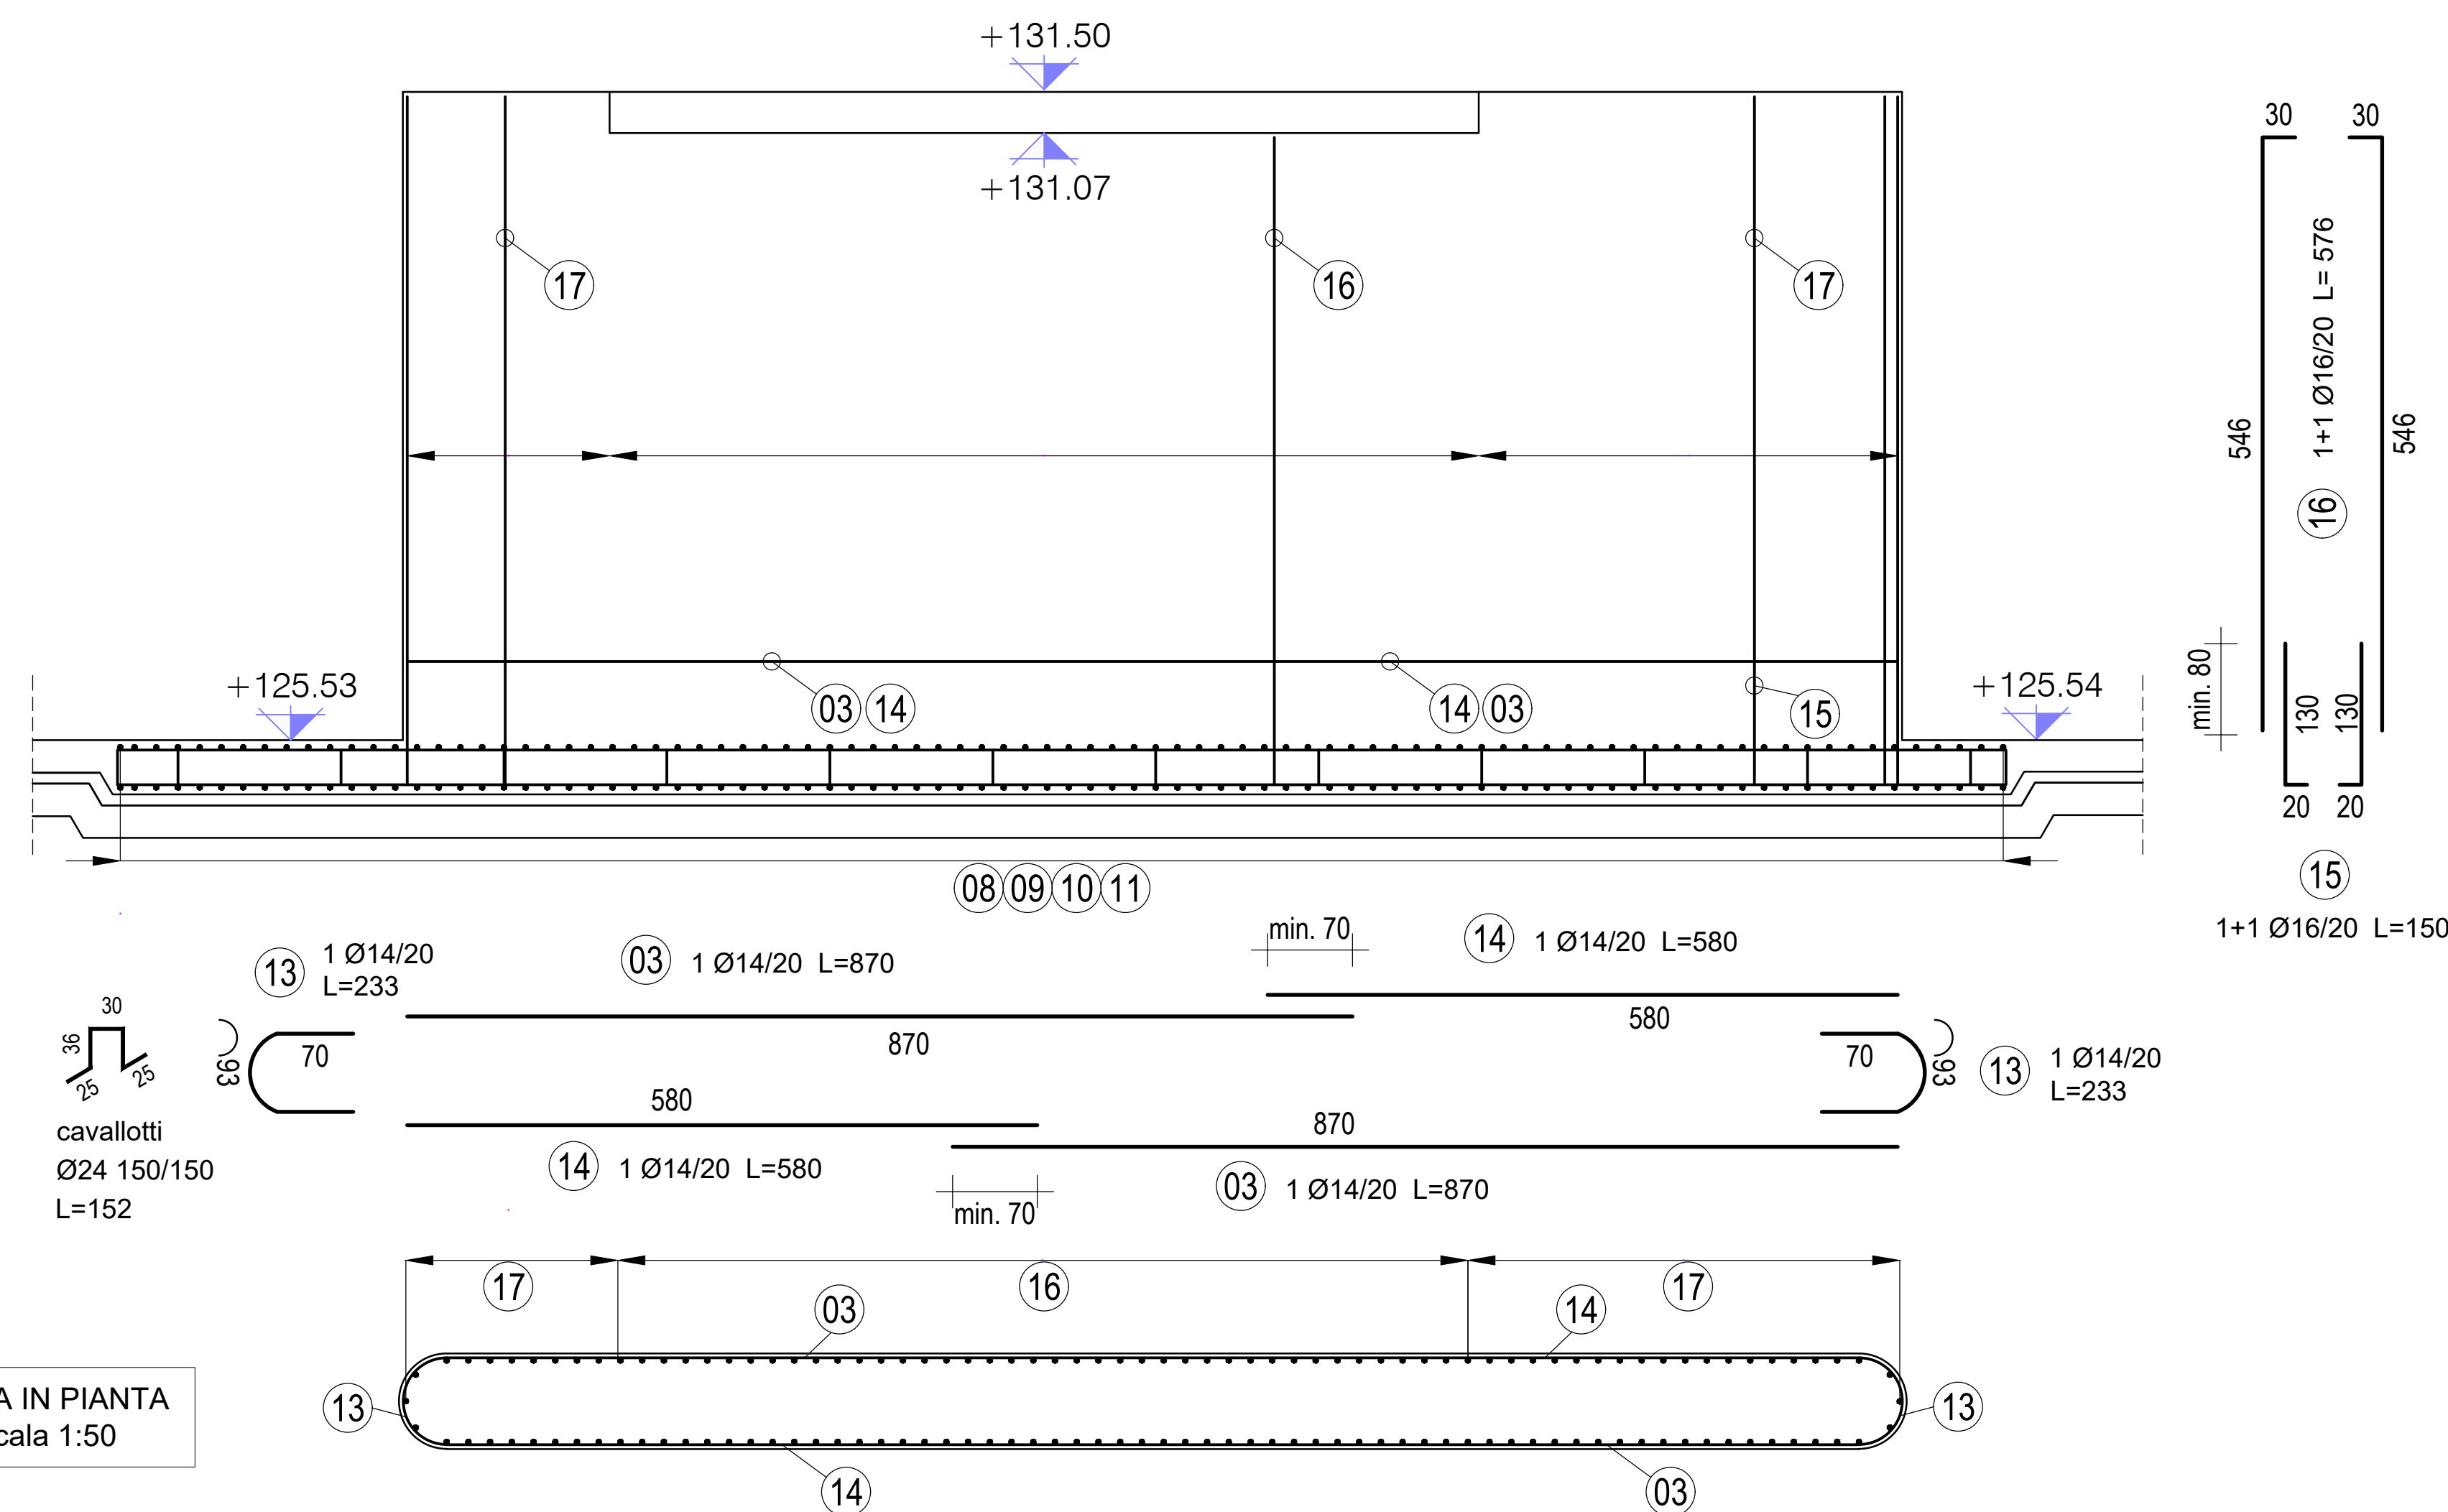 +131.50
+131.07
17
16
17
+125.53
03 14
14 03
15
+125.54
08 09 10 11
30 30
546
16 1+1 Ø16/20 L= 576
546
min. 80
130
130
20 20
15
1+1 Ø16/20 L=150
13 1 Ø14/20
L=233
03 1 Ø14/20 L=870
min. 70
14 1 Ø14/20 L=580
30
36
25
25
cavallotti
Ø24 150/150
L=152
93
70
870
580
70
93
13 1 Ø14/20
L=233
580
14 1 Ø14/20 L=580
870
min. 70
03 1 Ø14/20 L=870
17
16
17
03
14
13
13
14
03
A IN PIANTA
cala 1:50